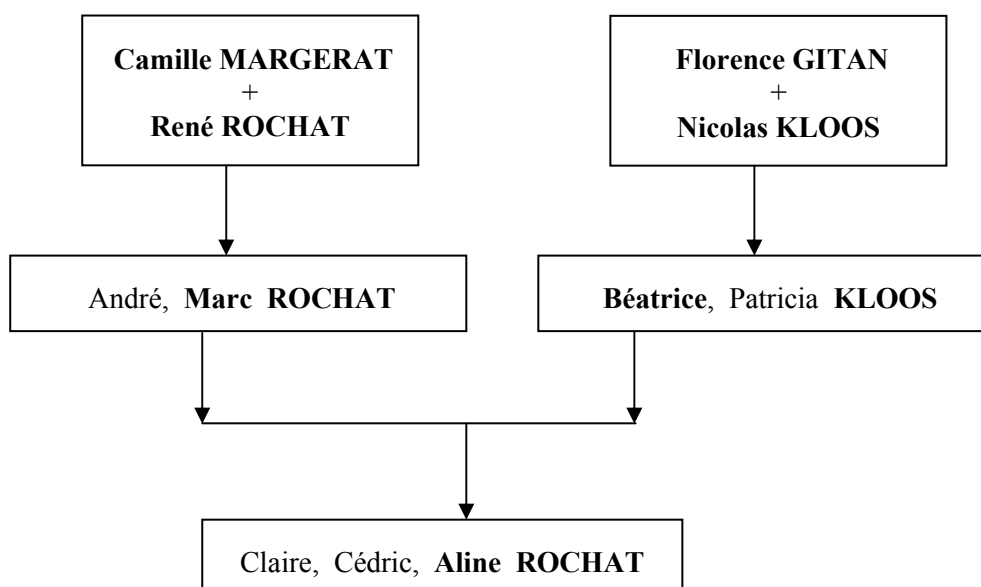 Camille MARGERAT
+
René ROCHAT
Florence GITAN
+
Nicolas KLOOS
André, Marc ROCHAT
Béatrice, Patricia KLOOS
Claire, Cédric, Aline ROCHAT